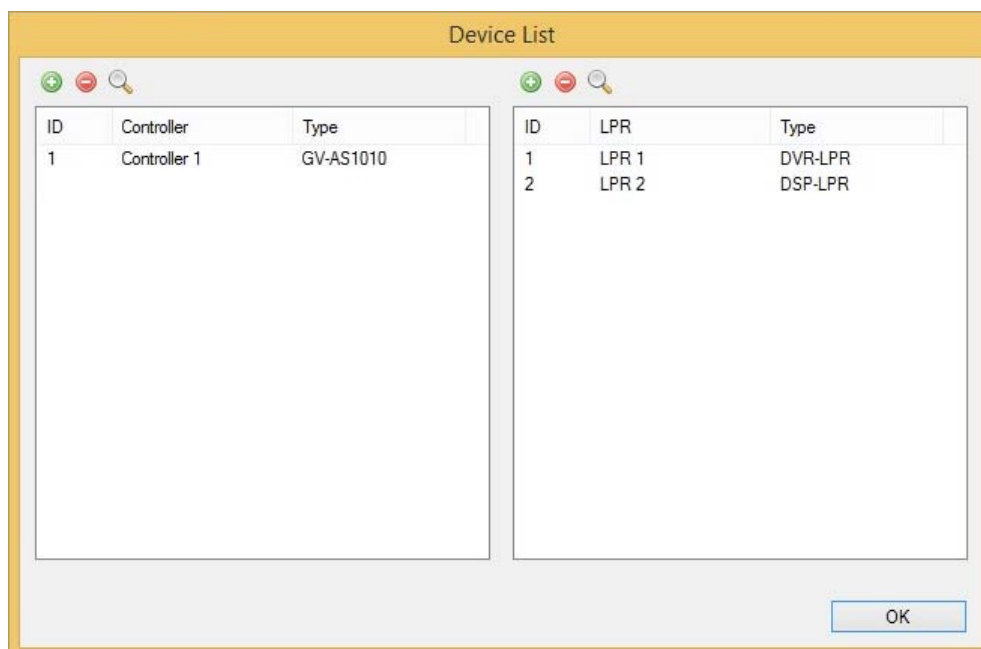 Device List
ID Controller Type
1 Controller 1 GV-AS1010
ID LPR Type
1 LPR 1 DVR-LPR
2 LPR 2 DSP-LPR
OK